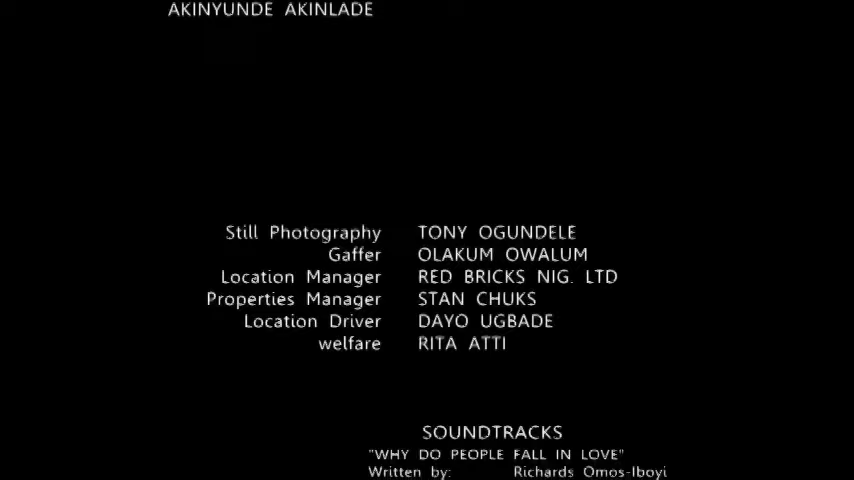 AKINYUNDE AKINLADE
Still Photography TONY OGUNDELE
Gaffer OLAKUM OWALUM
Location Manager RED BRICKS NIG. LTD
Properties Manager STAN CHUKS
Location Driver DAYO UGBADE
welfare RITA ATTI
SOUNDTRACKS
"WHY DO PEOPLE FALL IN LOVE"
Written by: Richards Omos-Iboyi